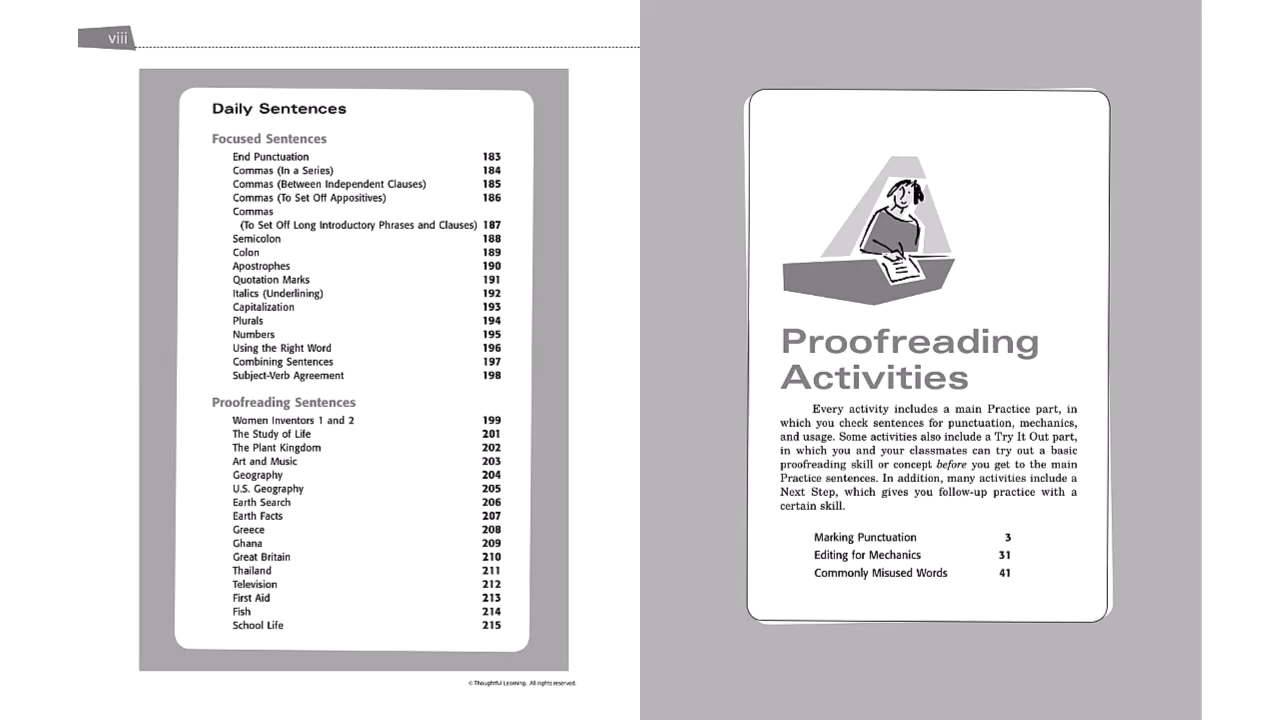 viii
Daily Sentences
Focused Sentences
End Punctuation 183
Commas (In a Series) 184
Commas (Between Independent Clauses) 185
Commas (To Set Off Appositives) 186
Commas
(To Set Off Long Introductory Phrases and Clauses) 187
Semicolon 188
Colon 189
Apostrophes 190
Quotation Marks 191
Italics (Underlining) 192
Capitalization 193
Plurals 194
Numbers 195
Using the Right Word 196
Combining Sentences 197
Subject-Verb Agreement 198
Proofreading Sentences
Women Inventors 1 and 2 199
The Study of Life 201
The Plant Kingdom 202
Art and Music 203
Geography 204
U.S. Geography 205
Earth Search 206
Earth Facts 207
Greece 208
Ghana 209
Great Britain 210
Thailand 211
Television 212
First Aid 213
Fish 214
School Life 215
© Thoughtful Learning. All rights reserved.
Proofreading
Activities
Every activity includes a main Practice part, in
which you check sentences for punctuation, mechanics,
and usage. Some activities also include a Try It Out part,
in which you and your classmates can try out a basic
proofreading skill or concept before you get to the main
Practice sentences. In addition, many activities include a
Next Step, which gives you follow-up practice with a
certain skill.
Marking Punctuation 3
Editing for Mechanics 31
Commonly Misused Words 41